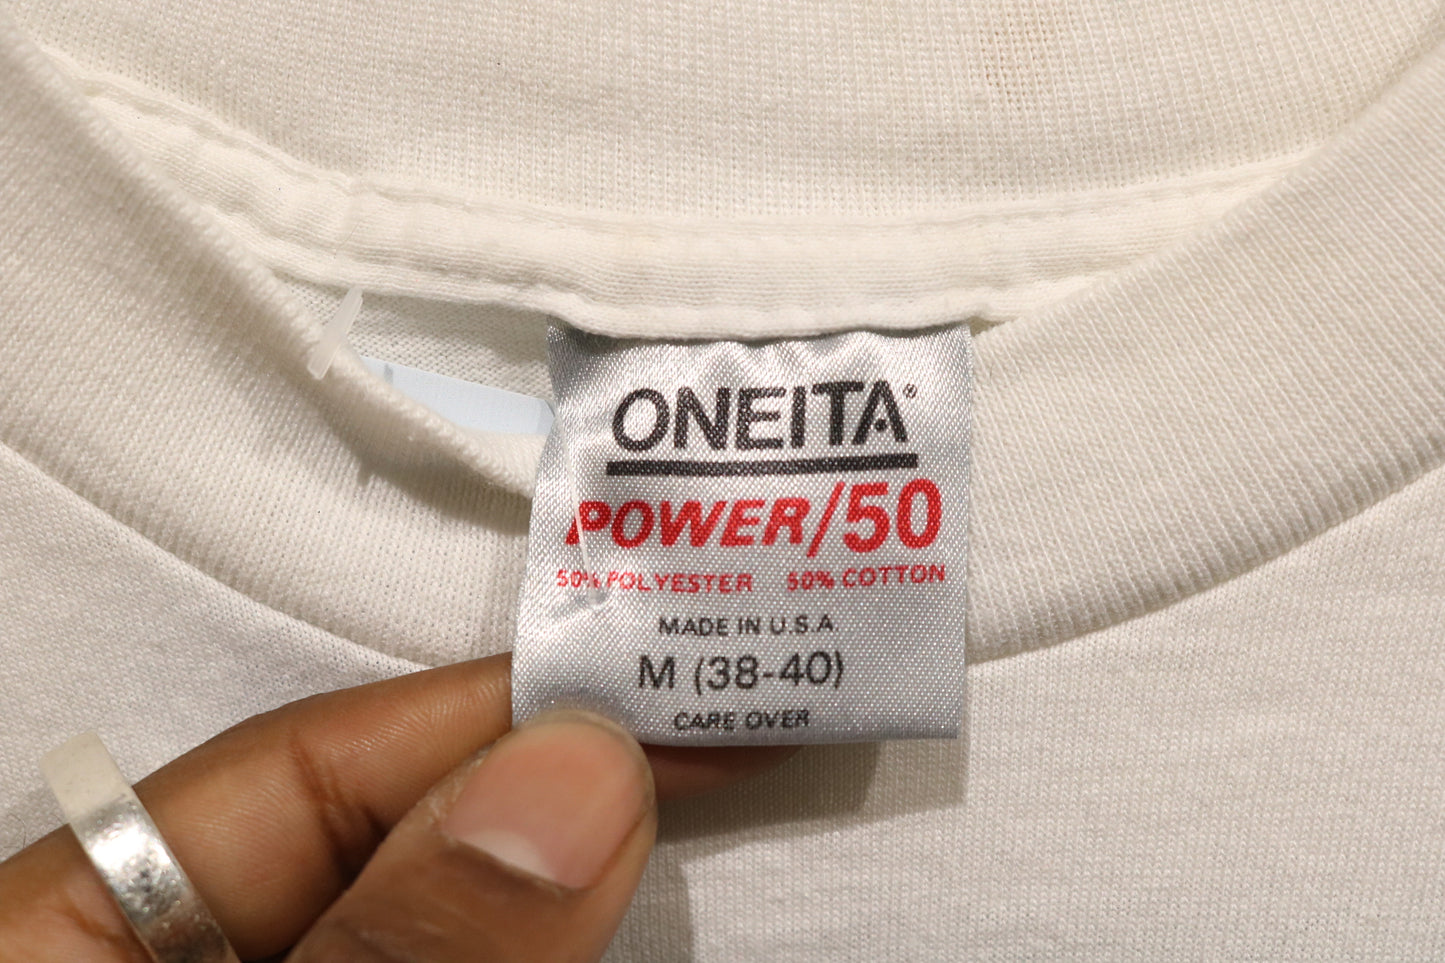 ONEITA®
POWER/50
50% POLYESTER 50% COTTON
MADE IN U.S.A
M (38-40)
CARE OVER